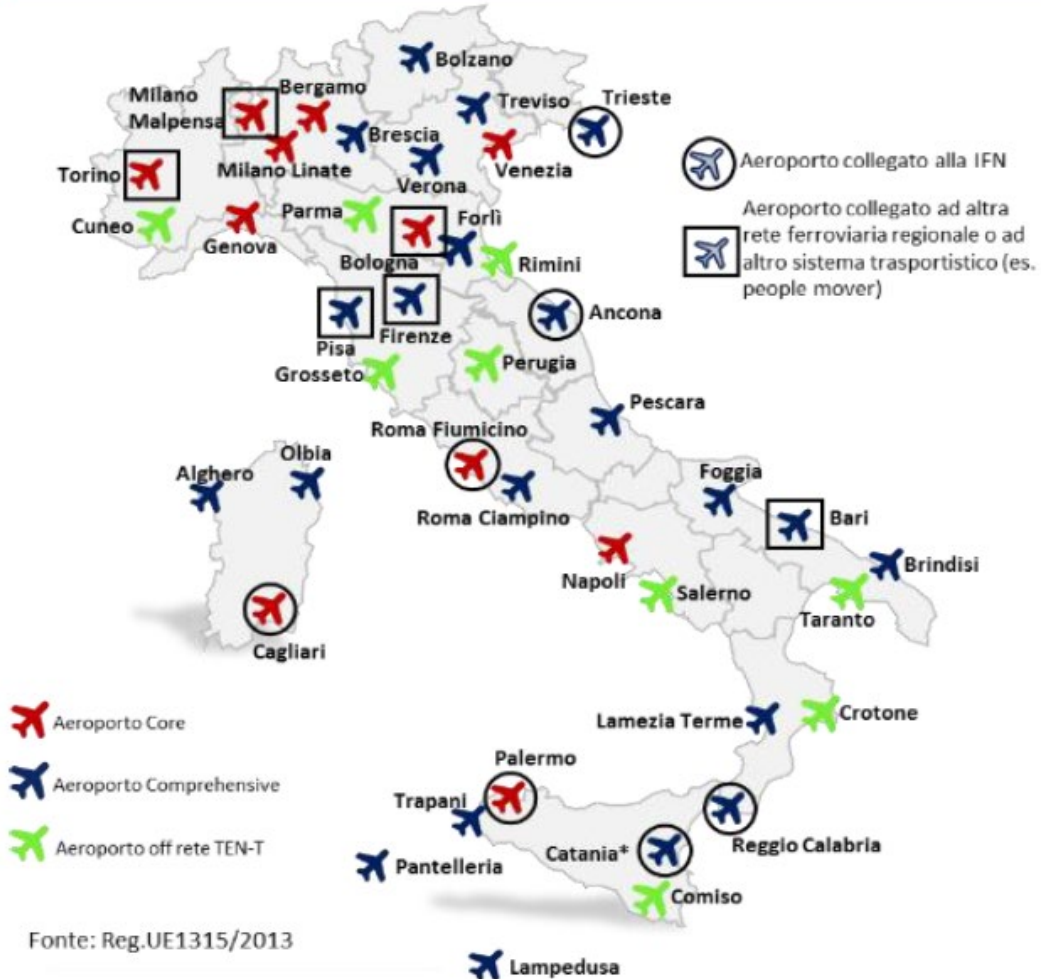 Bolzano
Bergamo
Milano
Malpensa
Treviso
Trieste
Brescia
Milano Linate
Venezia
Verona
Torino
Cuneo
Genova
Parma
Forlì
Bologna
Rimini
Aeroporto collegato alla IFN
Aeroporto collegato ad altra
rete ferroviaria regionale o ad
altro sistema trasportistico (es.
people mover)
Pisa
Firenze
Ancona
Grosseto
Perugia
Pescara
Roma Fiumicino
Roma Ciampino
Olbia
Alghero
Foggia
Bari
Brindisi
Napoli
Salerno
Taranto
Cagliari
Aeroporto Core
Aeroporto Comprehensive
Aeroporto off rete TEN-T
Lamezia Terme
Crotone
Palermo
Trapani
Catania*
Reggio Calabria
Pantelleria
Comiso
Fonte: Reg.UE1315/2013
Lampedusa